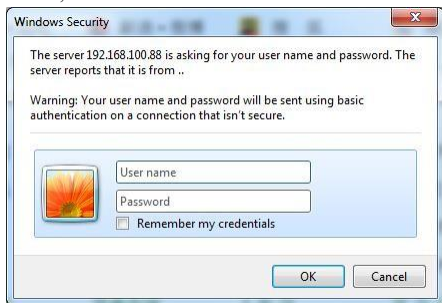 Windows Security
The server 192.168.100.88 is asking for your user name and password. The
server reports that it is from ..
Warning: Your user name and password will be sent using basic
authentication on a connection that isn't secure.
User name
Password
Remember my credentials
OK
Cancel